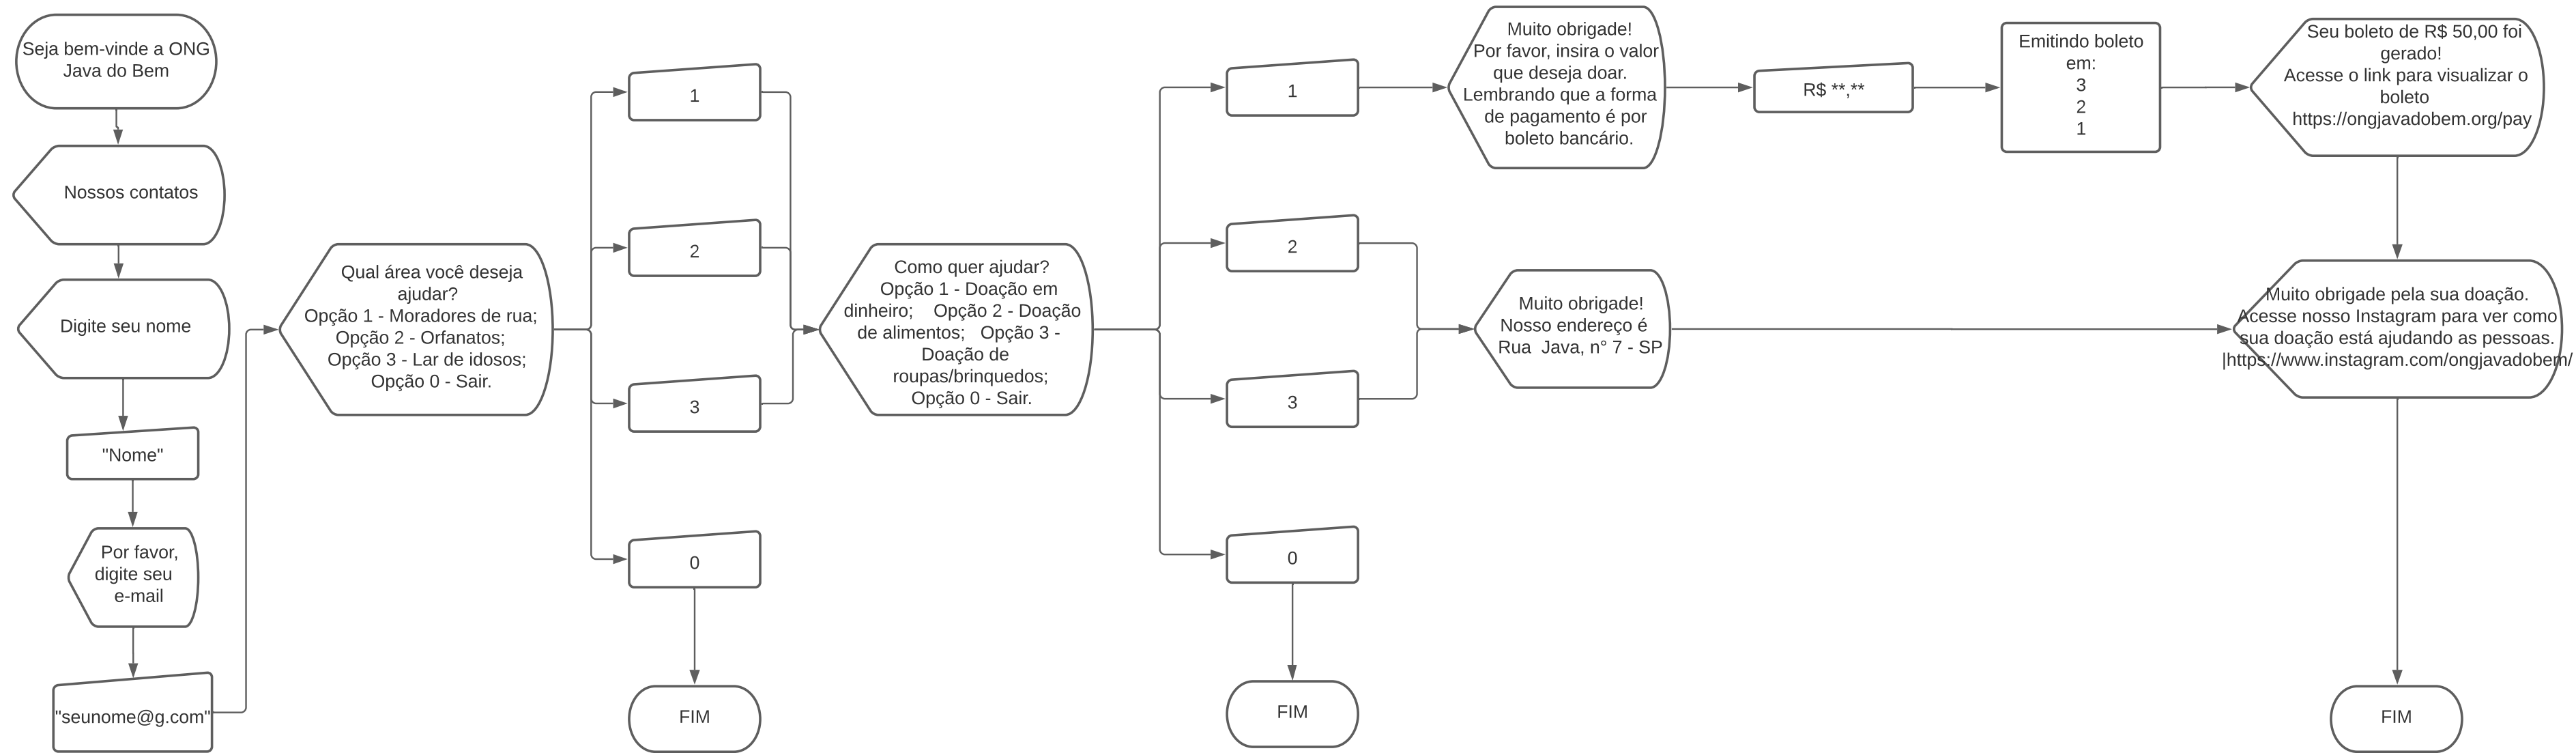 Seja bem-vinde a ONG
Java do Bem
Nossos contatos
Digite seu nome
"Nome"
Por favor,
digite seu
e-mail
"seunome@g.com"
Qual área você deseja
ajudar?
Opção 1 - Moradores de rua;
Opção 2 - Orfanatos;
Opção 3 - Lar de idosos;
Opção 0 - Sair.
1
2
3
0
FIM
Como quer ajudar?
Opção 1 - Doação em
dinheiro; Opção 2 - Doação
de alimentos; Opção 3 -
Doação de
roupas/brinquedos;
Opção 0 - Sair.
1
2
3
0
FIM
Muito obrigade!
Por favor, insira o valor
que deseja doar.
Lembrando que a forma
de pagamento é por
boleto bancário.
R$ **,**
Emitindo boleto
em:
3
2
1
Seu boleto de R$ 50,00 foi
gerado!
Acesse o link para visualizar o
boleto
https://ongjavadobem.org/pay
Muito obrigade!
Nosso endereço é
Rua Java, n° 7 - SP
Muito obrigade pela sua doação.
Acesse nosso Instagram para ver como
sua doação está ajudando as pessoas.
|https://www.instagram.com/ongjavadobem/
FIM